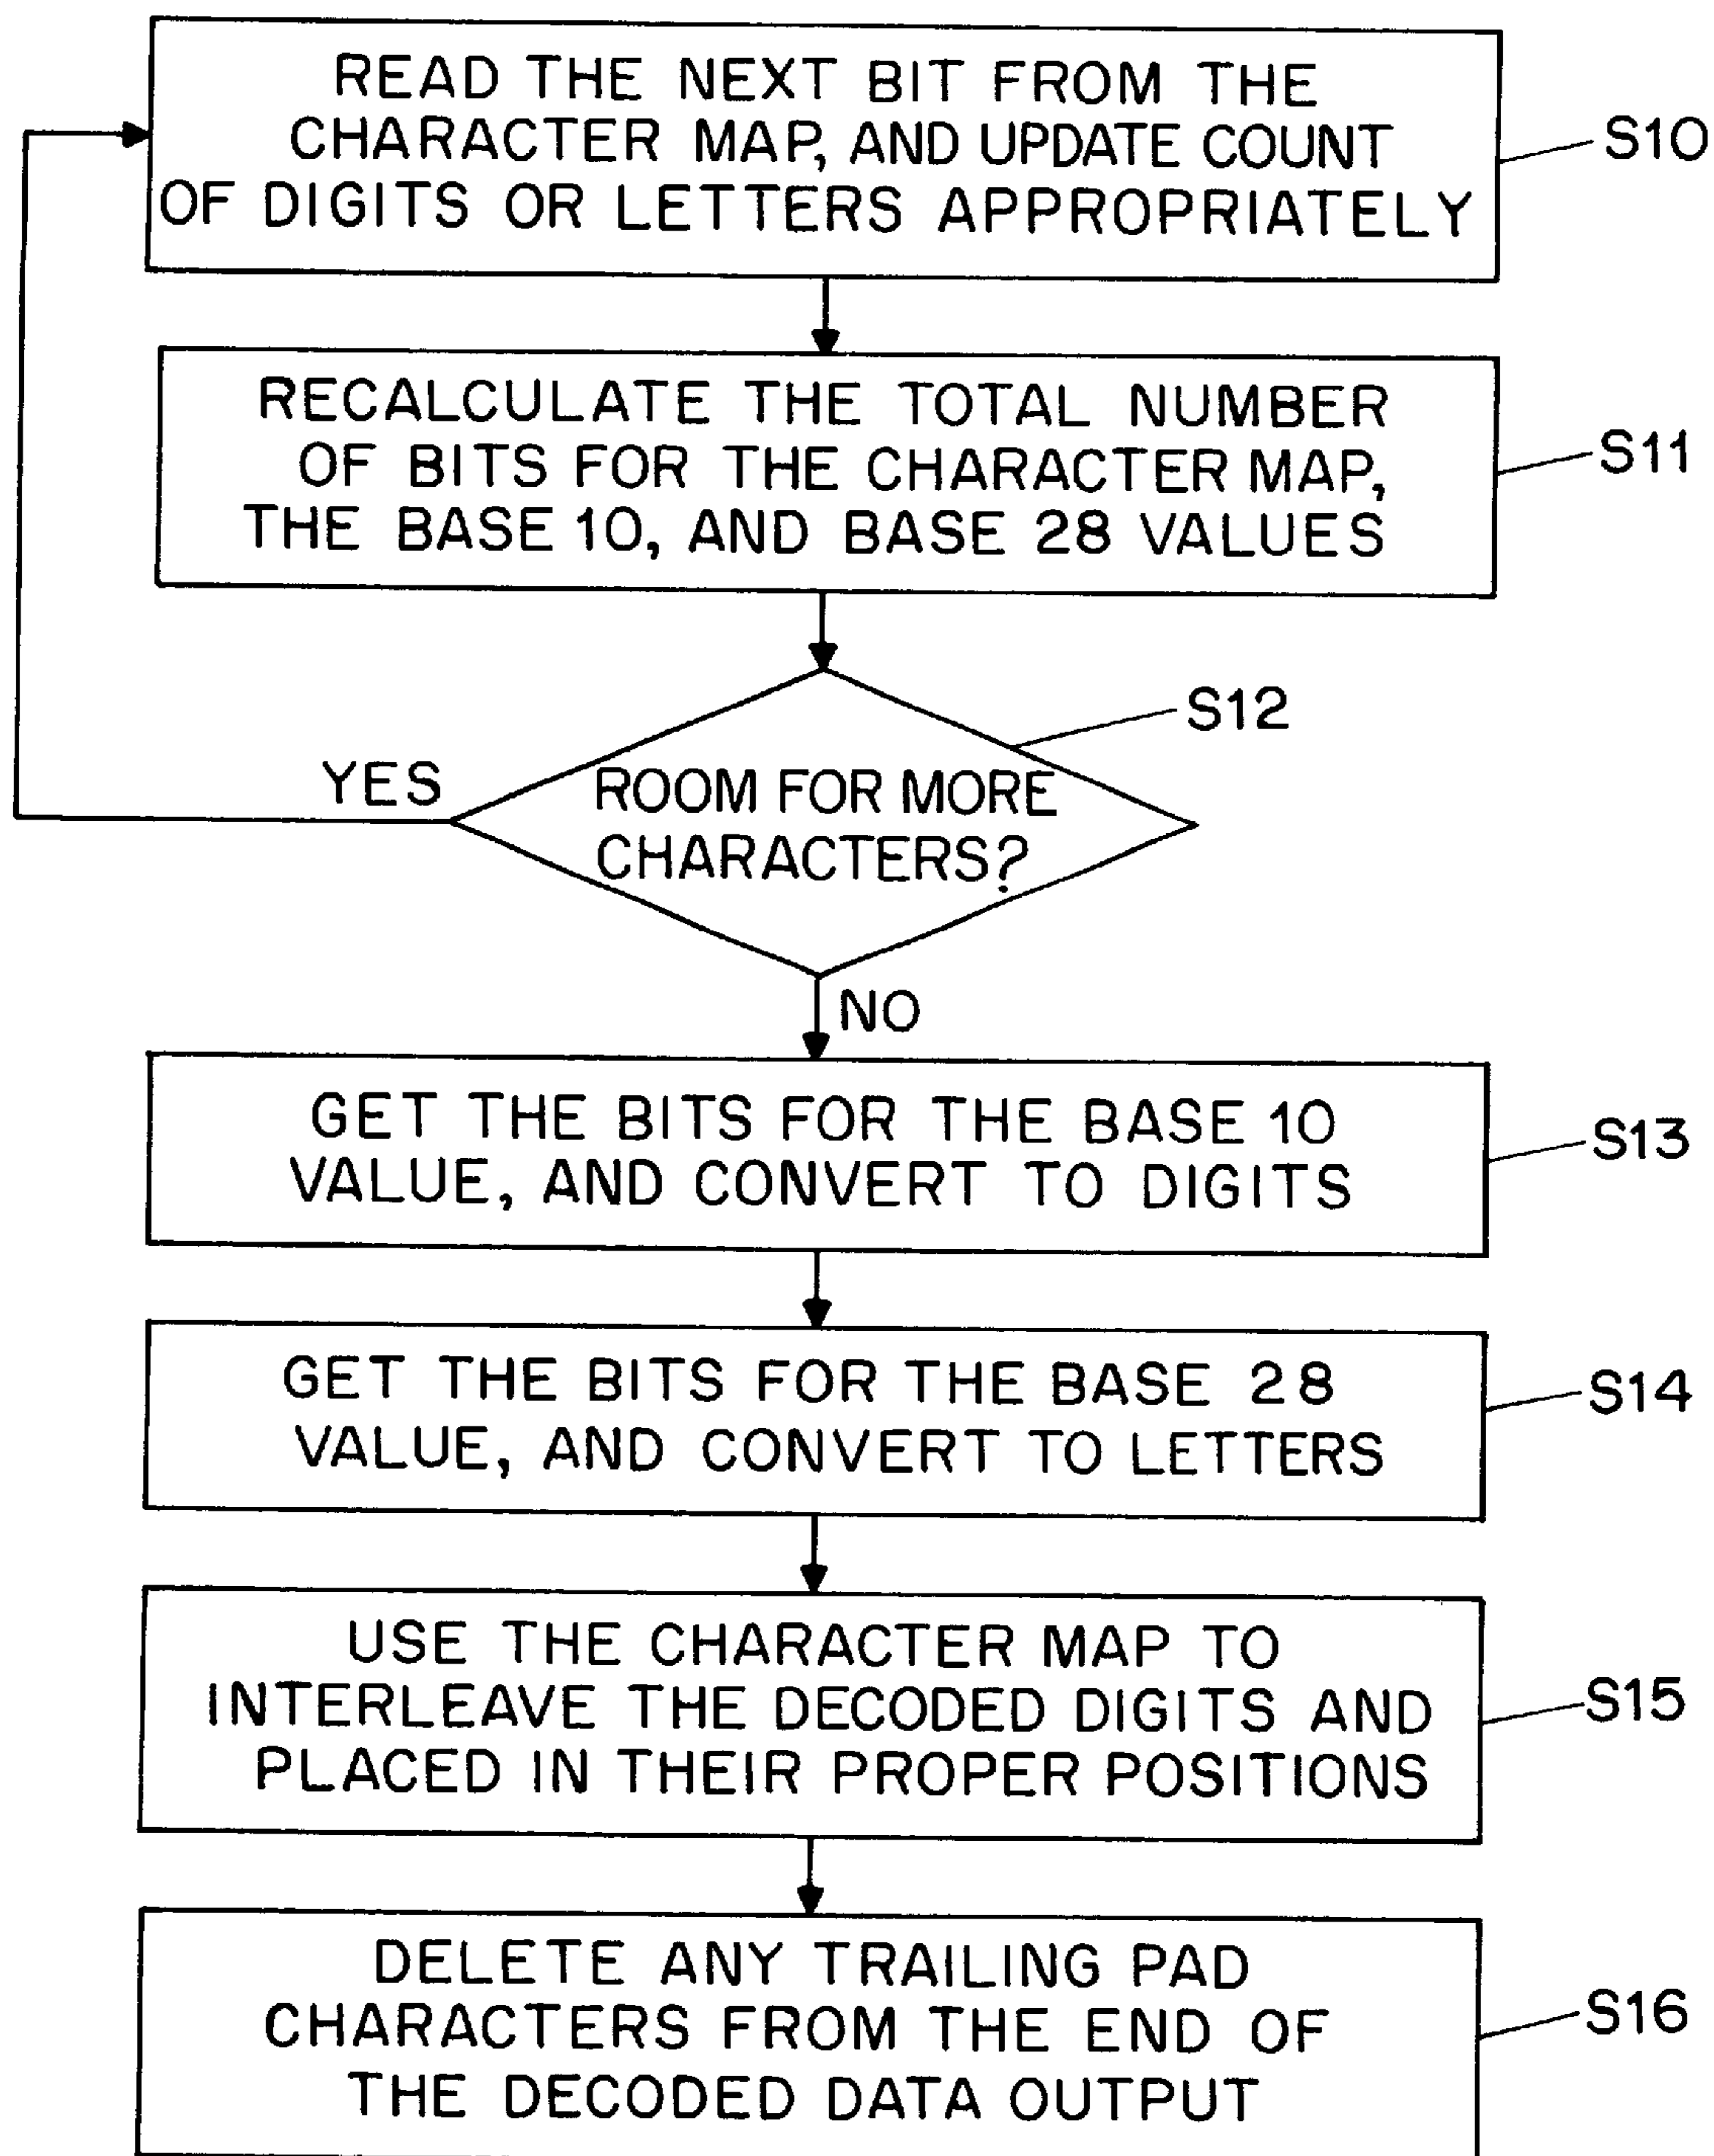 READ THE NEXT BIT FROM THE
CHARACTER MAP, AND UPDATE COUNT
OF DIGITS OR LETTERS APPROPRIATELY
S10
RECALCULATE THE TOTAL NUMBER
OF BITS FOR THE CHARACTER MAP,
THE BASE 10, AND BASE 28 VALUES
S11
S12
YES
ROOM FOR MORE
CHARACTERS?
NO
GET THE BITS FOR THE BASE 10
VALUE, AND CONVERT TO DIGITS
S13
GET THE BITS FOR THE BASE 28
VALUE, AND CONVERT TO LETTERS
S14
USE THE CHARACTER MAP TO
INTERLEAVE THE DECODED DIGITS AND
PLACED IN THEIR PROPER POSITIONS
S15
DELETE ANY TRAILING PAD
CHARACTERS FROM THE END OF
THE DECODED DATA OUTPUT
S16